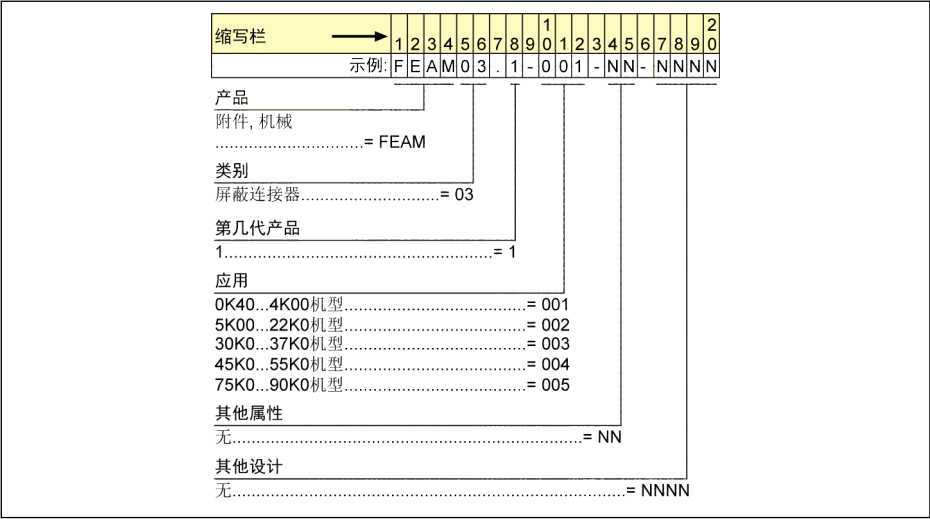 缩写栏 1 2 3 4 5 6 7 8 9 10 1 2 3 4 5 6 7 8 9 20
示例: F E A M 0 3 . 1 - 0 0 1 - N N - N N N N
产品
附件, 机械
...............................= FEAM
类别
屏蔽连接器.............................= 03
第几代产品
1........................................................= 1
应用
0K40...4K00机型......................................= 001
5K00...22K0机型......................................= 002
30K0...37K0机型......................................= 003
45K0...55K0机型......................................= 004
75K0...90K0机型......................................= 005
其他属性
无.........................................................................= NN
其他设计
无..................................................................................= NNNN